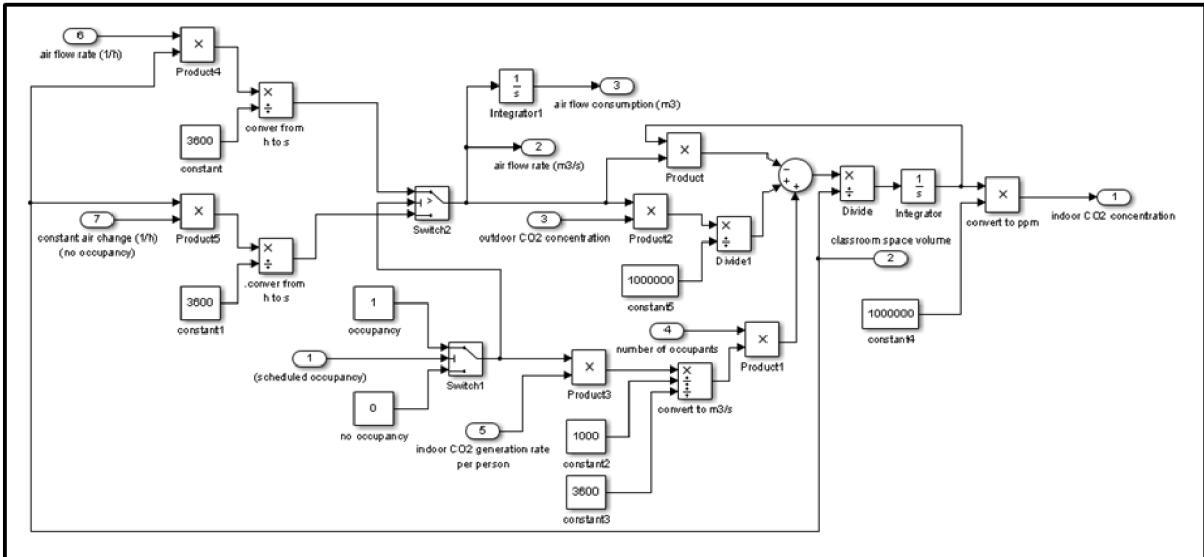 6
air flow rate (1/h)
×
Product4
×
÷
conver from
h to s
3600
constant
7
constant air change (1/h)
(no occupancy)
×
Product5
×
÷
.conver from
h to s
3600
constant1
>
Switch2
1
s
Integrator1
3
air flow consumption (m3)
2
air flow rate (m3/s)
3
outdoor CO2 concentration
×
Product
×
Product2
×
÷
Divide1
1000000
constant5
−
+
+
×
÷
Divide
1
s
Integrator
×
convert to ppm
1
indoor CO2 concentration
classroom space volume
2
1000000
constant4
1
occupancy
1
(scheduled occupancy)
0
no occupancy
Switch1
×
Product3
5
indoor CO2 generation rate
per person
4
number of occupants
×
Product1
×
÷
÷
convert to m3/s
1000
constant2
3600
constant3